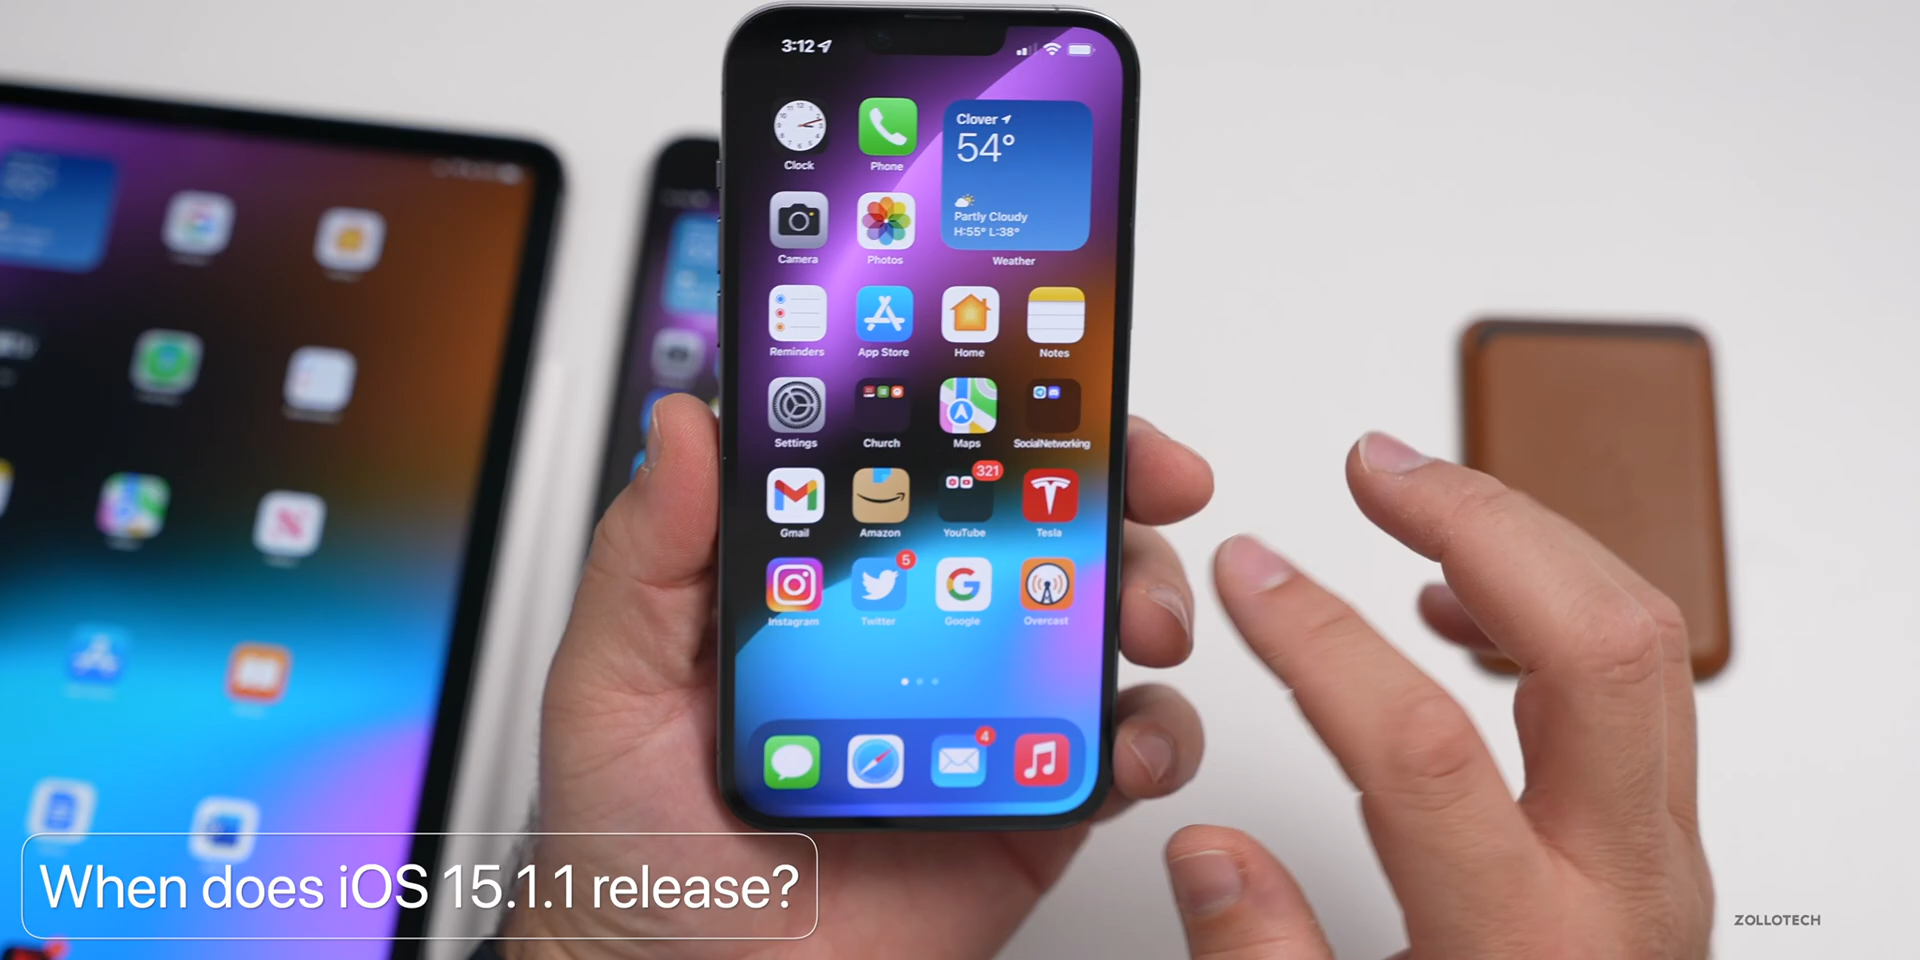 3:12
Clock
Phone
Clover
54°
Partly Cloudy
H:55° L:38°
Camera
Photos
Weather
Reminders
App Store
Home
Notes
Settings
Church
Maps
SocialNetworking
321
Gmail
Amazon
YouTube
Tesla
5
Instagram
Twitter
Google
Overcast
4
When does iOS 15.1.1 release?
ZOLLOTECH